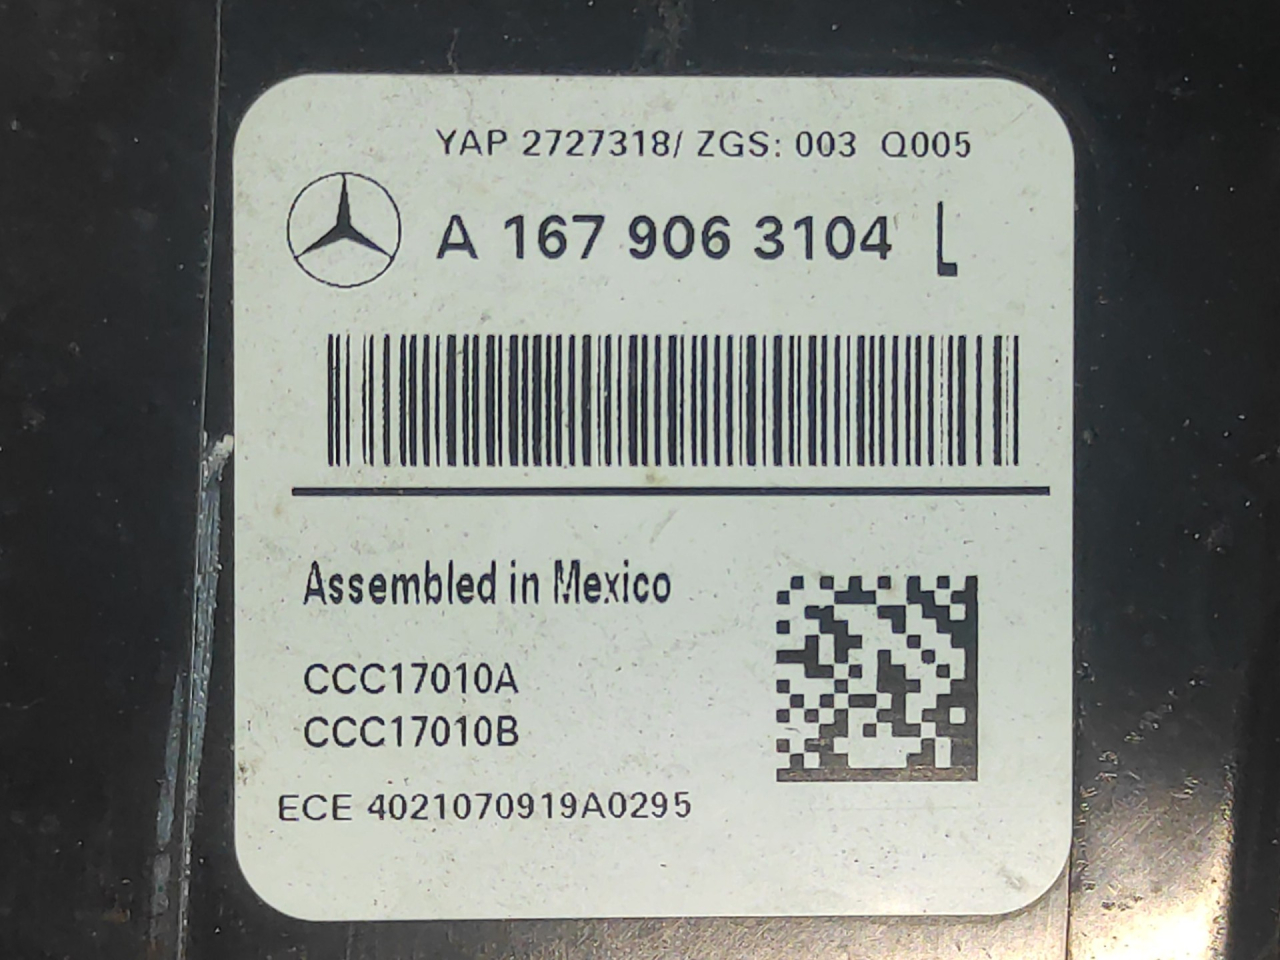 YAP 2727318/ ZGS: 003 Q005
A 167 906 3104 L
Assembled in Mexico
CCC17010A
CCC17010B
ECE 4021070919A0295